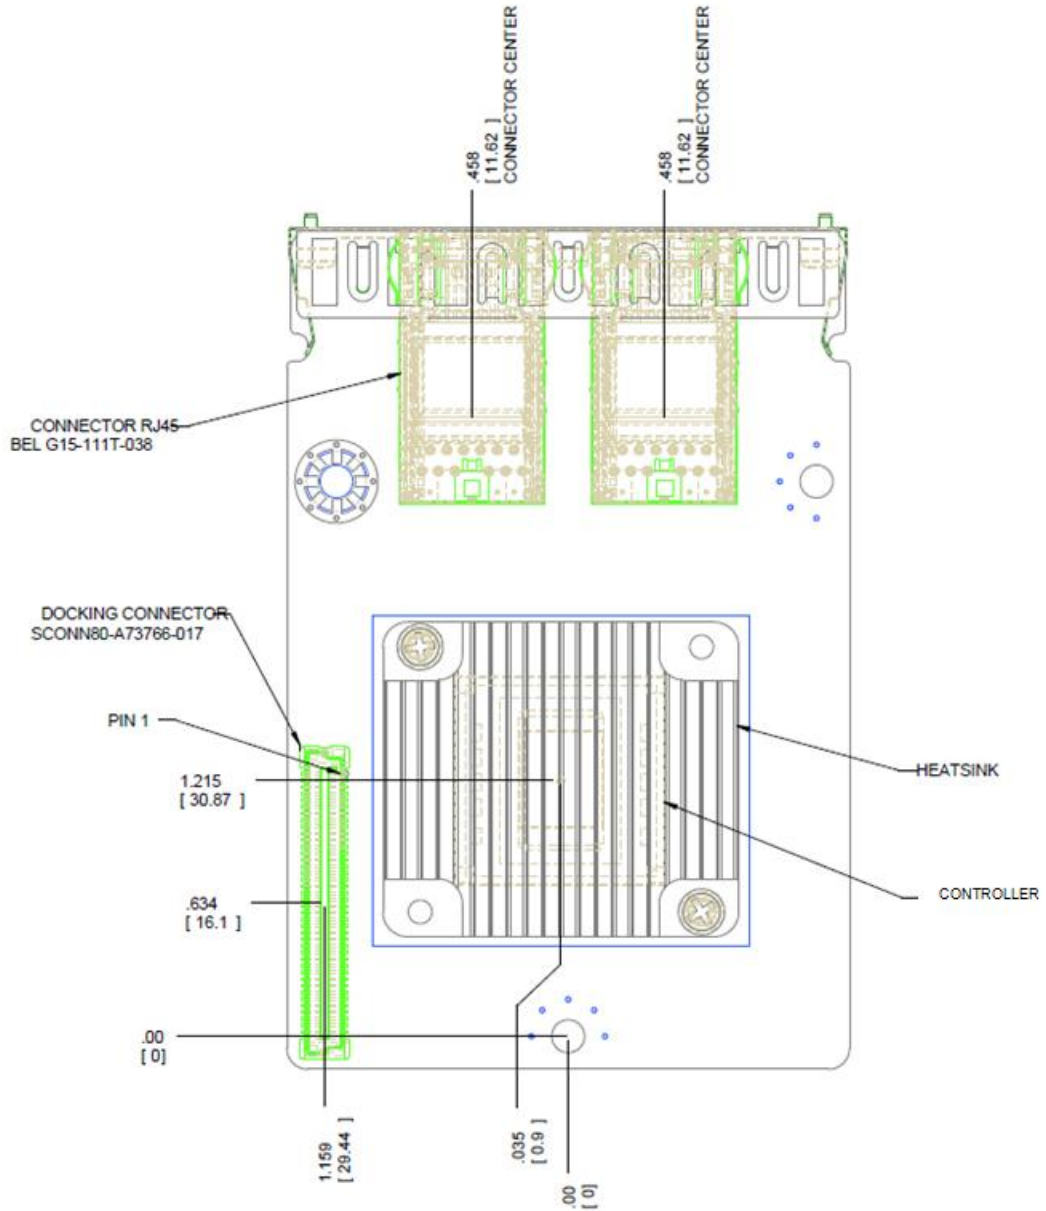 .458
[ 11.62 ]
CONNECTOR CENTER
.458
[ 11.62 ]
CONNECTOR CENTER
CONNECTOR RJ45
BEL G15-111T-038
DOCKING CONNECTOR
SCONN80-A73766-017
PIN 1
1.215
[ 30.87 ]
HEATSINK
CONTROLLER
.634
[ 16.1 ]
.00
[ 0]
1.159
[ 29.44 ]
.035
[ 0.9 ]
.00
[ 0]